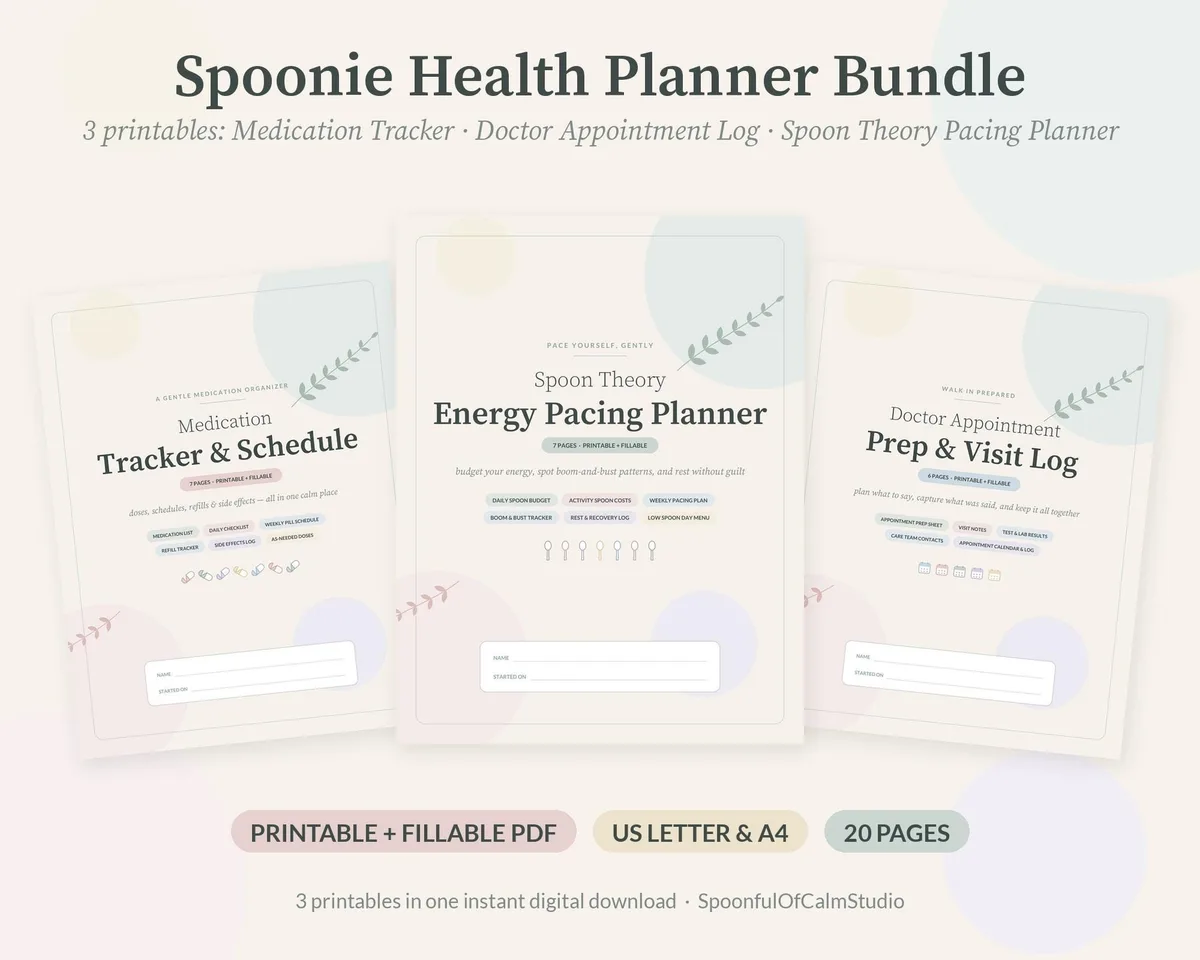 Spoonie Health Planner Bundle
3 printables: Medication Tracker · Doctor Appointment Log · Spoon Theory Pacing Planner
A GENTLE MEDICATION ORGANIZER
Medication
Tracker & Schedule
7 PAGES · PRINTABLE + FILLABLE
doses, schedules, refills & side effects — all in one calm place
MEDICATION LIST DAILY CHECKLIST WEEKLY PILL SCHEDULE
REFILL TRACKER SIDE EFFECTS LOG AS-NEEDED DOSES
NAME
STARTED ON
PACE YOURSELF, GENTLY
Spoon Theory
Energy Pacing Planner
7 PAGES · PRINTABLE + FILLABLE
budget your energy, spot boom-and-bust patterns, and rest without guilt
DAILY SPOON BUDGET ACTIVITY SPOON COSTS WEEKLY PACING PLAN
BOOM & BUST TRACKER REST & RECOVERY LOG LOW SPOON DAY MENU
NAME
STARTED ON
WALK IN PREPARED
Doctor Appointment
Prep & Visit Log
6 PAGES · PRINTABLE + FILLABLE
plan what to say, capture what was said, and keep it all together
APPOINTMENT PREP SHEET VISIT NOTES TEST & LAB RESULTS
CARE TEAM CONTACTS APPOINTMENT CALENDAR & LOG
NAME
STARTED ON
PRINTABLE + FILLABLE PDF US LETTER & A4 20 PAGES
3 printables in one instant digital download · SpoonfulOfCalmStudio